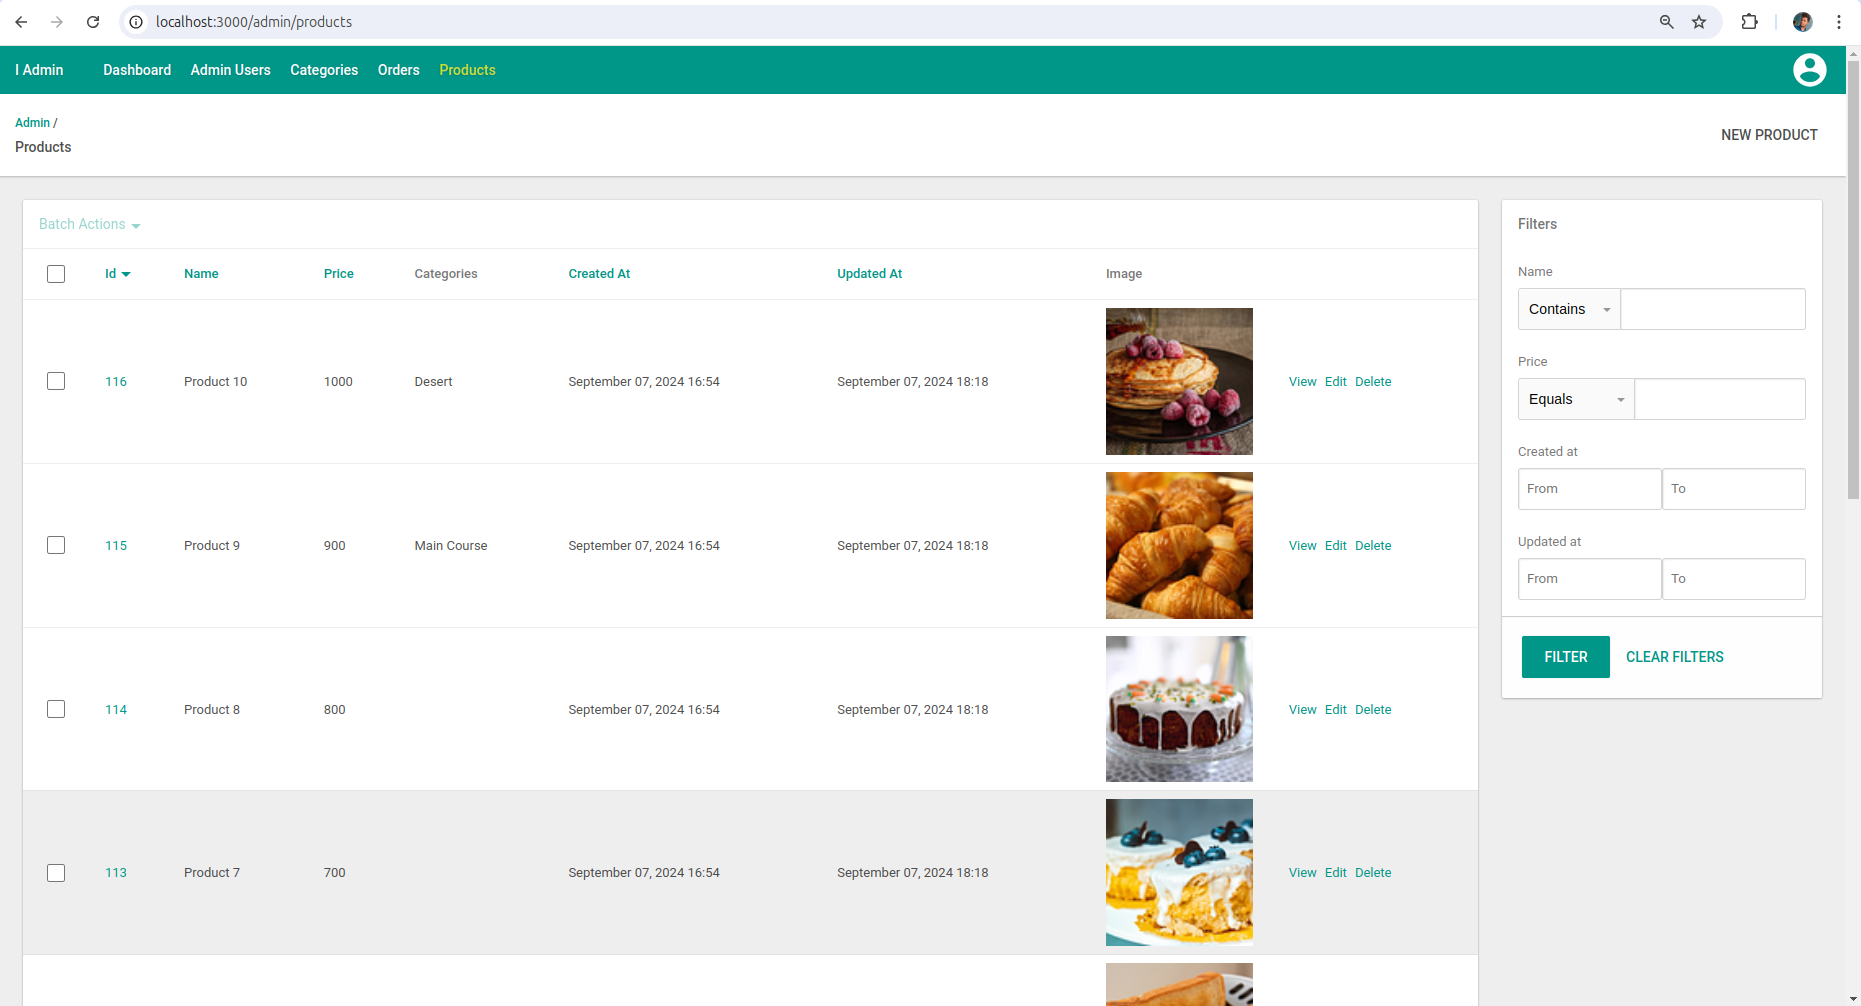 localhost:3000/admin/products
I Admin Dashboard Admin Users Categories Orders Products
Admin /
Products
NEW PRODUCT
Batch Actions
Id Name Price Categories Created At Updated At Image
116 Product 10 1000 Desert September 07, 2024 16:54 September 07, 2024 18:18 View Edit Delete
115 Product 9 900 Main Course September 07, 2024 16:54 September 07, 2024 18:18 View Edit Delete
114 Product 8 800 September 07, 2024 16:54 September 07, 2024 18:18 View Edit Delete
113 Product 7 700 September 07, 2024 16:54 September 07, 2024 18:18 View Edit Delete
Filters
Name
Contains
Price
Equals
Created at
From To
Updated at
From To
FILTER CLEAR FILTERS